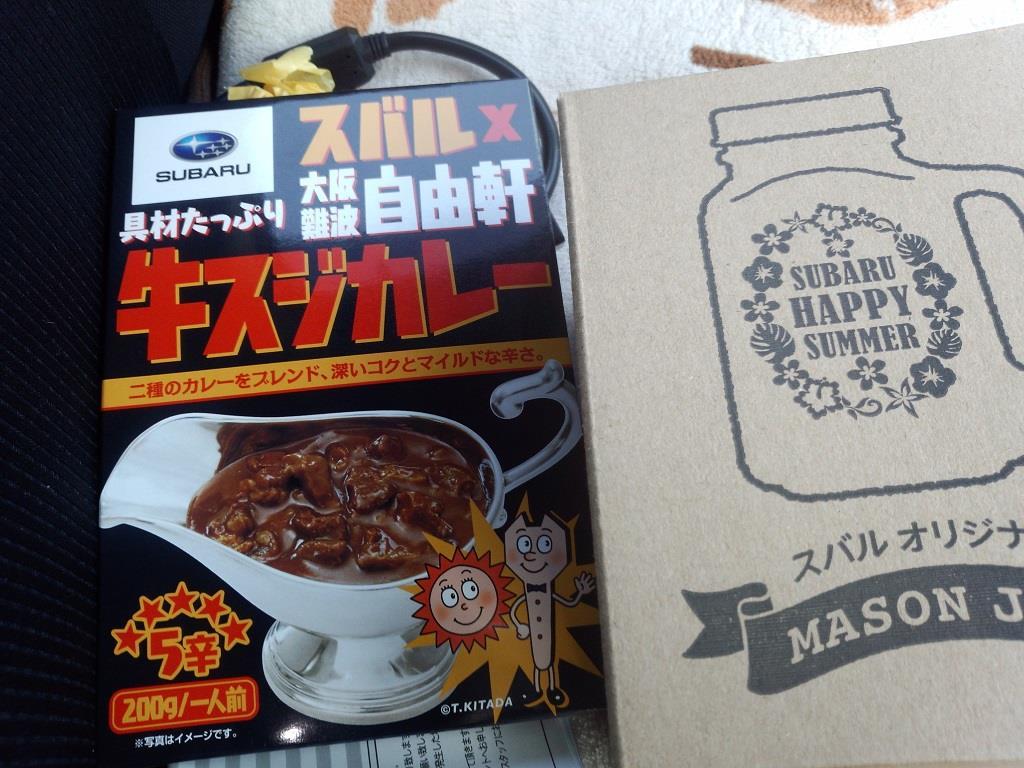 SUBARU
スバル×
大阪
難波
自由軒
具材たっぷり
牛スジカレー
二種のカレーをブレンド、深いコクとマイルドな辛さ。
5辛
200g/一人前
※写真はイメージです。
©T.KITADA
SUBARU
HAPPY
SUMMER
スバル オリジナ
MASON J